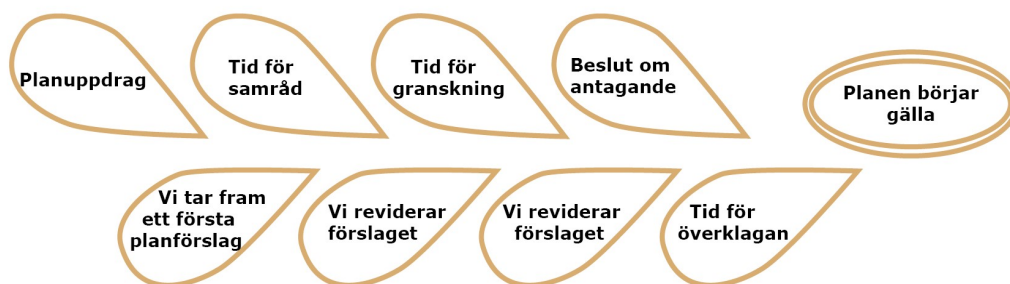 Planuppdrag
Tid för
samråd
Tid för
granskning
Beslut om
antagande
Planen börjar
gälla
Vi tar fram
ett första
planförslag
Vi reviderar
förslaget
Vi reviderar
förslaget
Tid för
överklagan